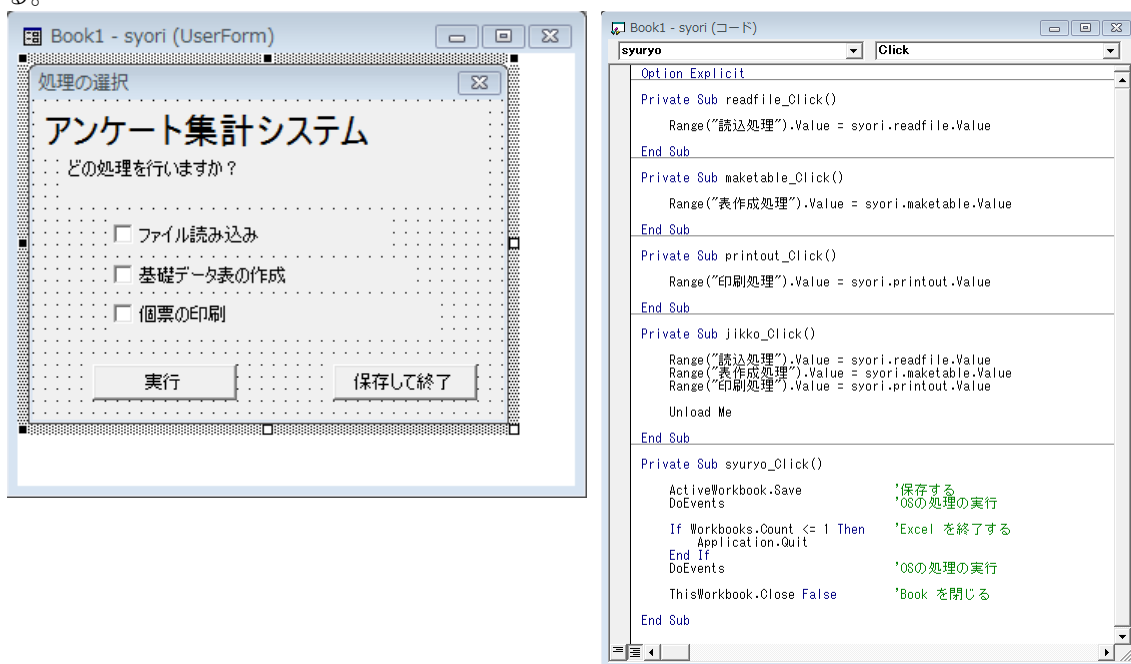 る。
Book1 - syori (UserForm)
処理の選択
アンケート集計システム
どの処理を行いますか？
ファイル読み込み
基礎データ表の作成
個票の印刷
実行
保存して終了
Book1 - syori (コード)
syuryo
Click
Option Explicit
Private Sub readfile_Click()
Range("読込処理").Value = syori.readfile.Value
End Sub
Private Sub maketable_Click()
Range("表作成処理").Value = syori.maketable.Value
End Sub
Private Sub printout_Click()
Range("印刷処理").Value = syori.printout.Value
End Sub
Private Sub jikko_Click()
Range("読込処理").Value = syori.readfile.Value
Range("表作成処理").Value = syori.maketable.Value
Range("印刷処理").Value = syori.printout.Value
Unload Me
End Sub
Private Sub syuryo_Click()
ActiveWorkbook.Save '保存する
DoEvents 'OSの処理の実行
If Workbooks.Count <= 1 Then 'Excel を終了する
Application.Quit
End If
DoEvents 'OSの処理の実行
ThisWorkbook.Close False 'Book を閉じる
End Sub